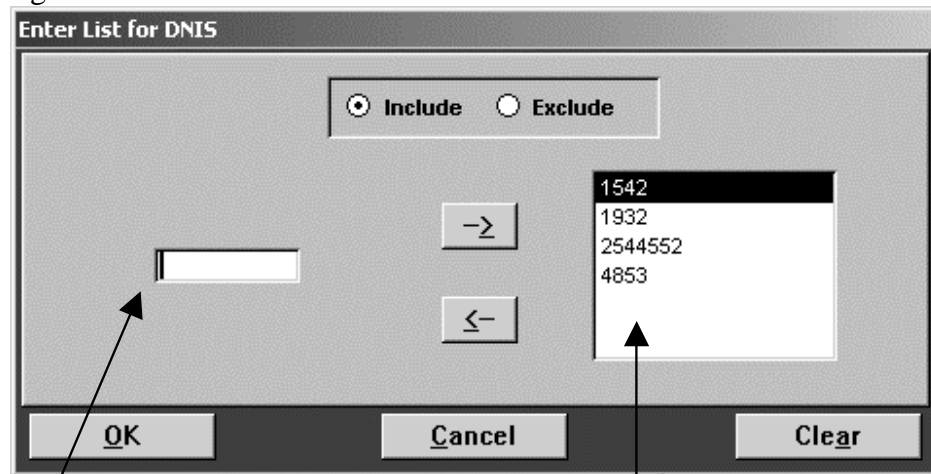 Enter List for DNIS
Include Exclude
1542
->
1932
2544552
4853
<-
OK Cancel Clear